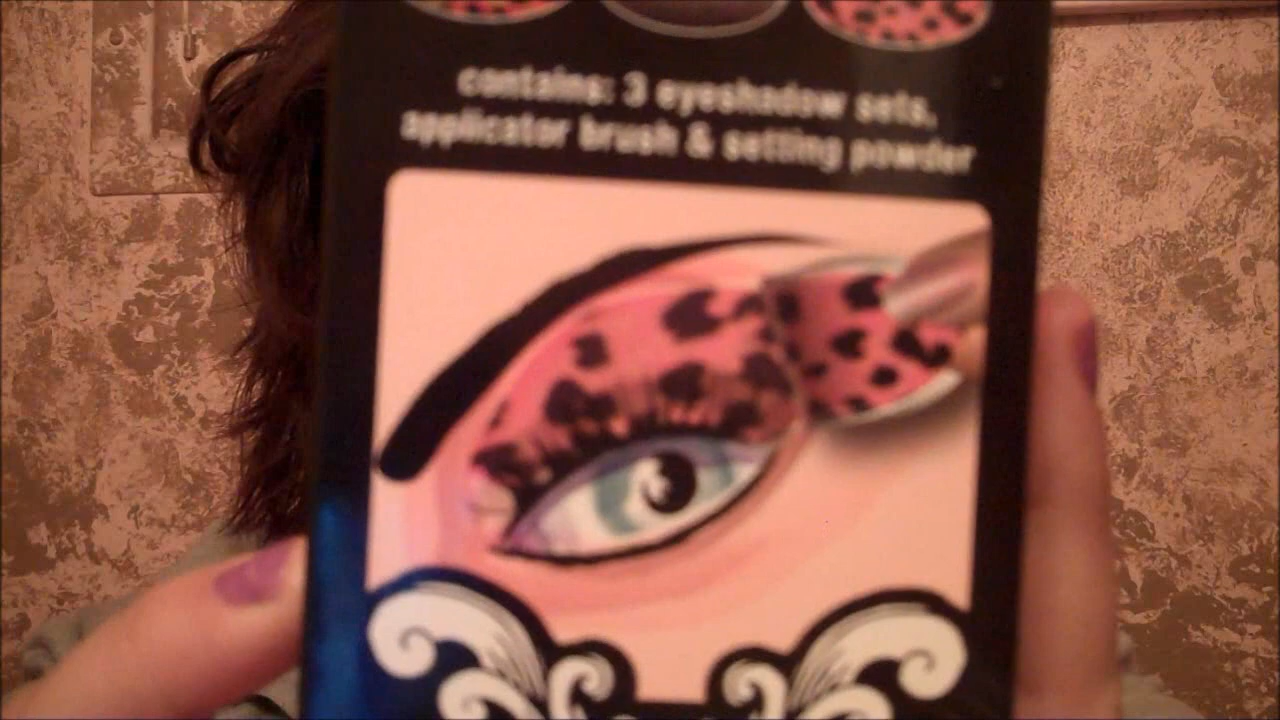 contains: 3 eyeshadow sets,
applicator brush & setting powder